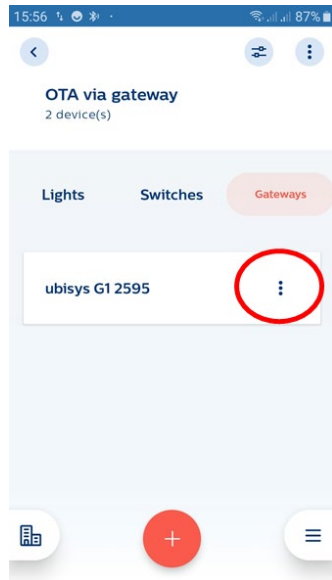 15:56 87%
OTA via gateway
2 device(s)
Lights Switches Gateways
ubisys G1 2595